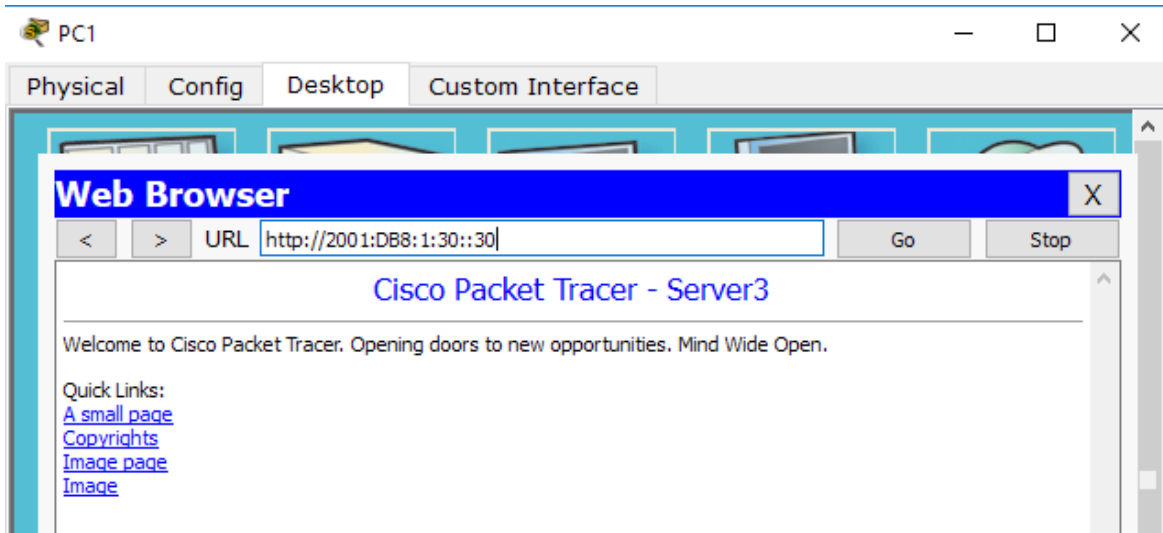 PC1
Physical Config Desktop Custom Interface
Web Browser X
< > URL http://2001:DB8:1:30::30 Go Stop
Cisco Packet Tracer - Server3
Welcome to Cisco Packet Tracer. Opening doors to new opportunities. Mind Wide Open.
Quick Links:
A small page
Copyrights
Image page
Image